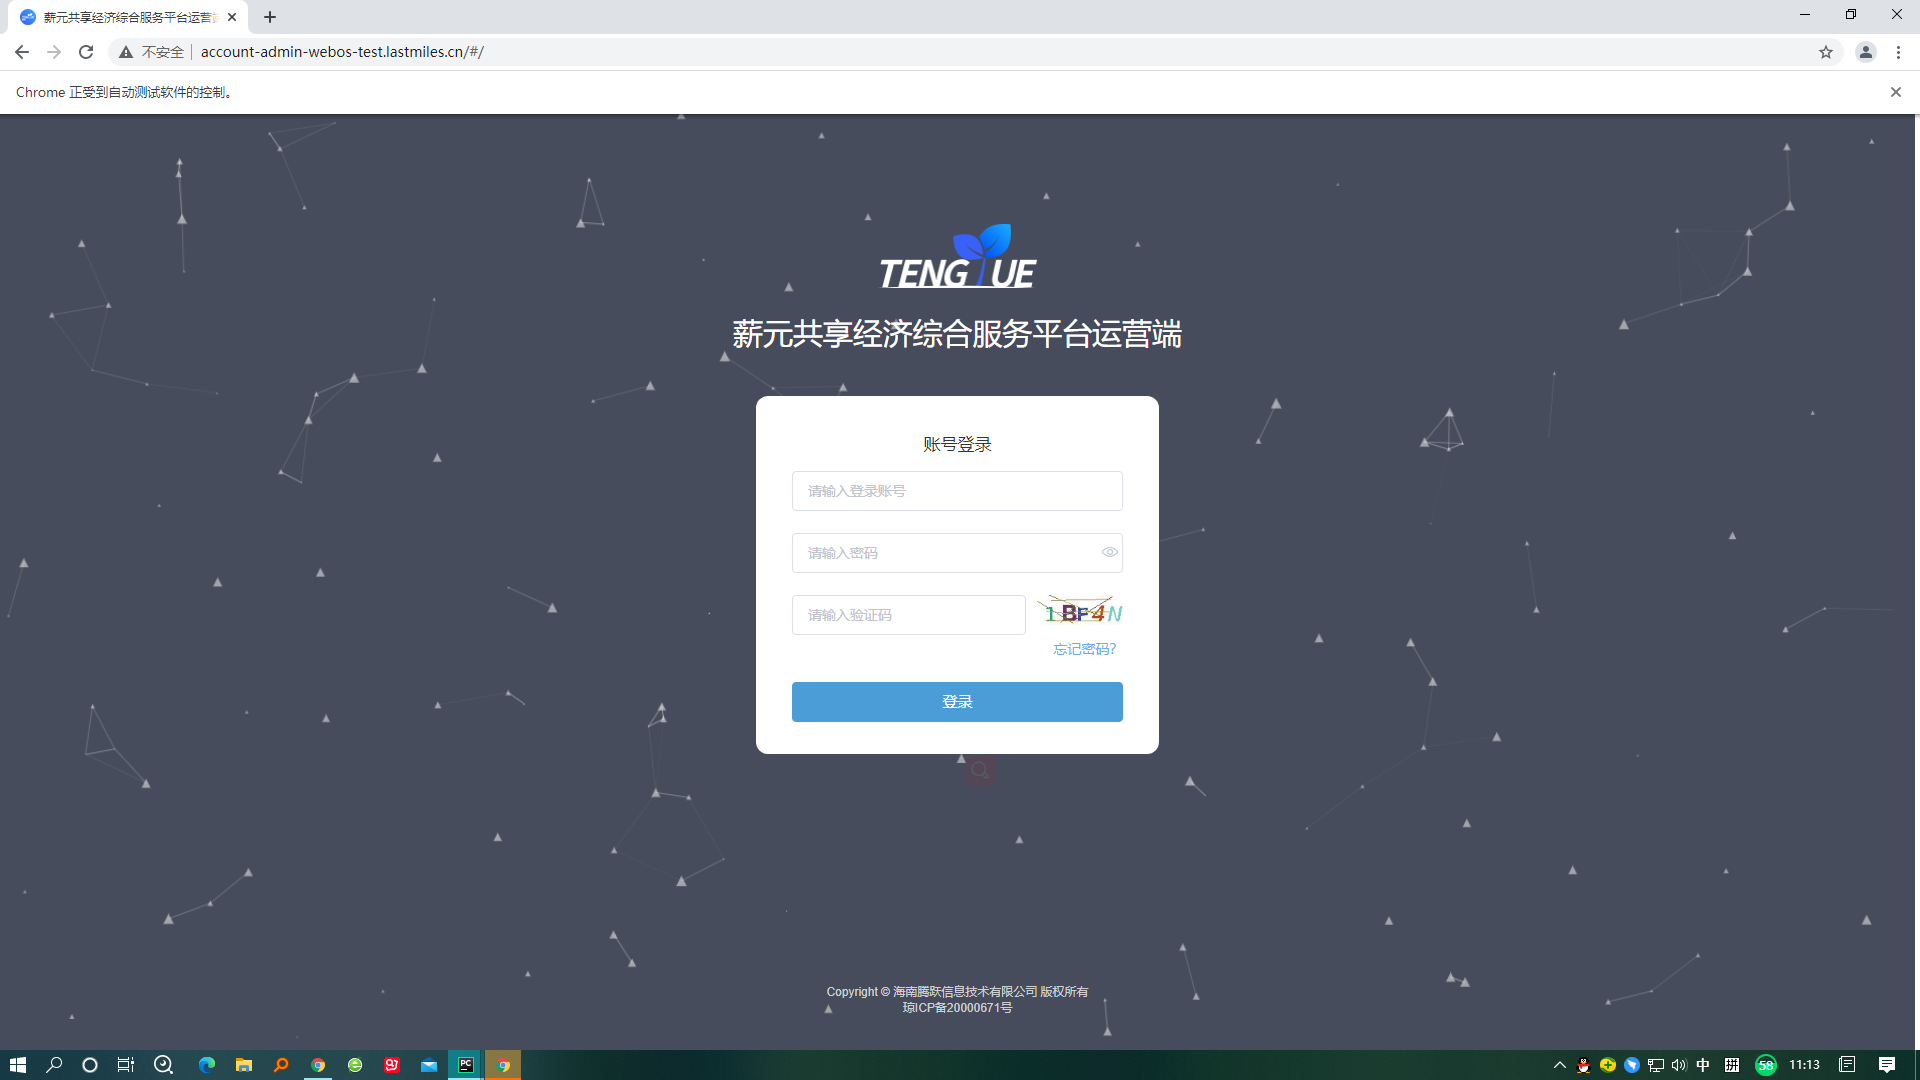 薪元共享经济综合服务平台运营
不安全
account-admin-webos-test.lastmiles.cn/#/
Chrome 正受到自动测试软件的控制。
TENGYUE
薪元共享经济综合服务平台运营端
账号登录
请输入登录账号
请输入密码
请输入验证码
1BF4N
忘记密码?
登录
Copyright © 海南腾跃信息技术有限公司 版权所有
琼ICP备20000671号
PC
中
拼
58
11:13